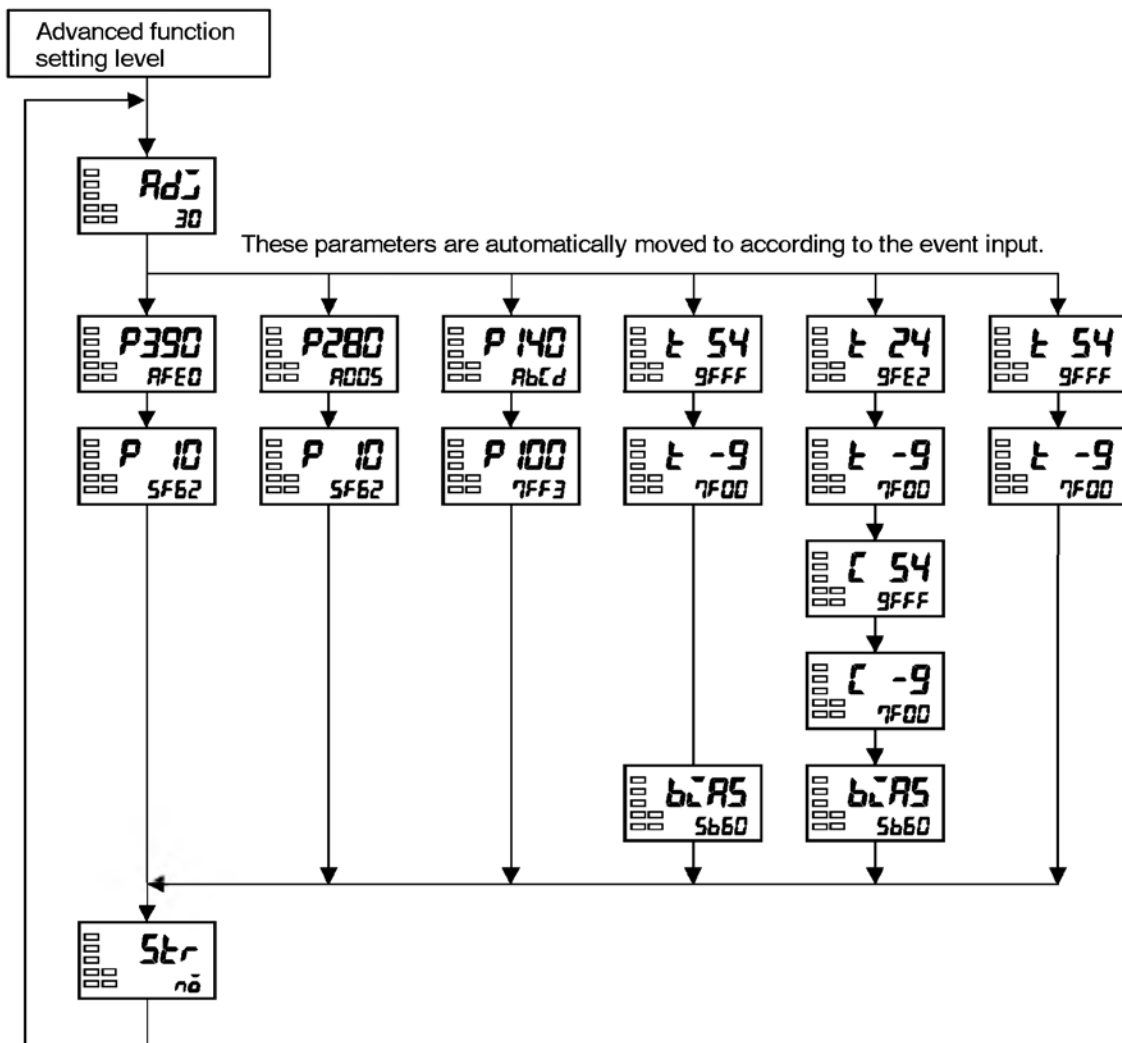 Advanced function
setting level
AdJ
30
These parameters are automatically moved to according to the event input.
P390
AFE0
P280
A005
P 140
AbCd
t 54
9FFF
t 24
9FE2
t 54
9FFF
P 10
5F62
P 10
5F62
P 100
7FF3
t -9
7F00
t -9
7F00
t -9
7F00
C 54
9FFF
C -9
7F00
biAS
5b60
biAS
5b60
Str
no